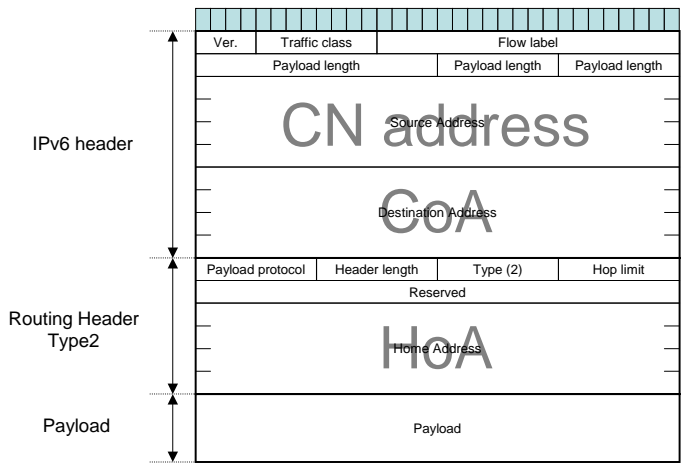 Ver. Traffic class Flow label
Payload length Payload length Payload length
IPv6 header
CN address
Source Address
CoA
Destination Address
Payload protocol Header length Type (2) Hop limit
Reserved
Routing Header
Type2
HoA
Home Address
Payload
Payload